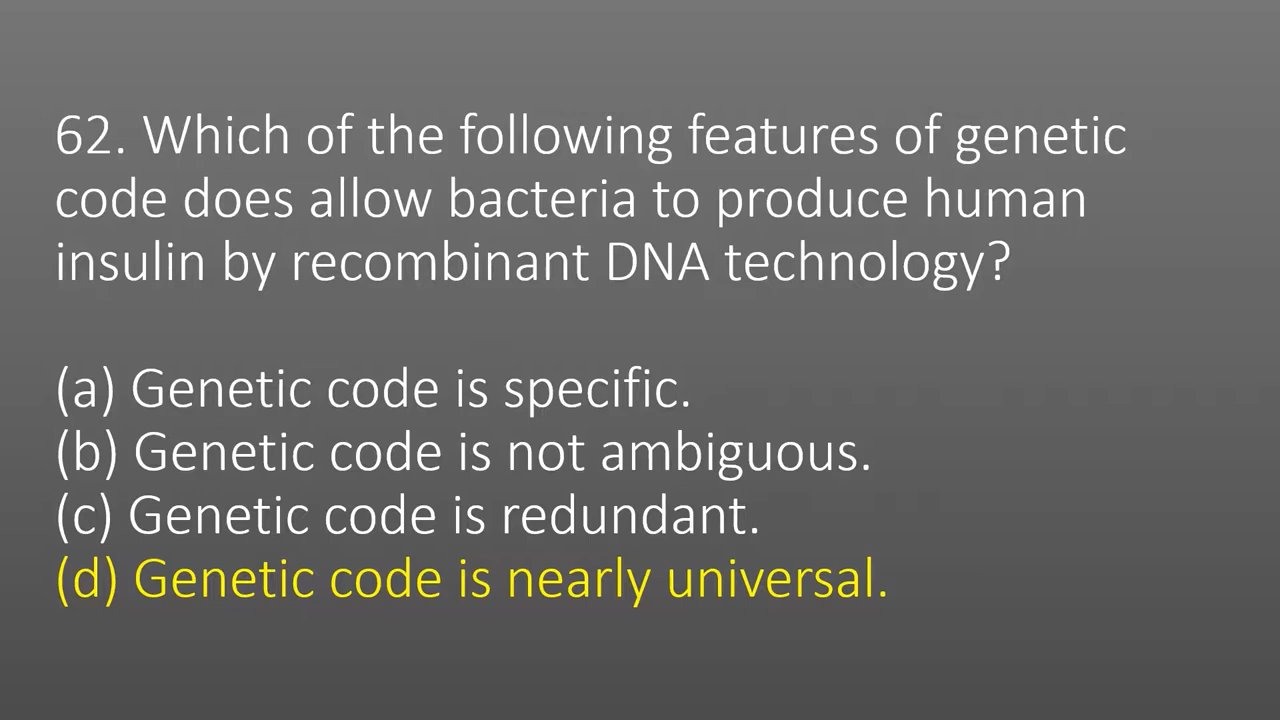 62. Which of the following features of genetic
code does allow bacteria to produce human
insulin by recombinant DNA technology?
(a) Genetic code is specific.
(b) Genetic code is not ambiguous.
(c) Genetic code is redundant.
(d) Genetic code is nearly universal.